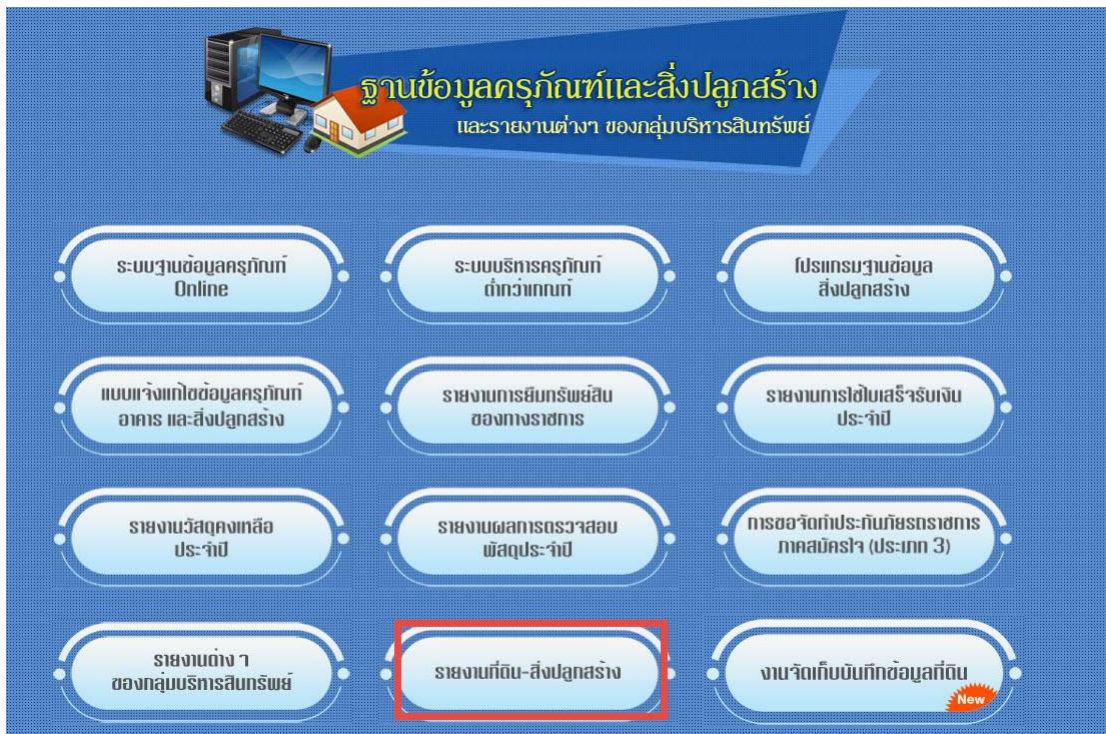 ฐานข้อมูลครุภัณฑ์และสิ่งปลูกสร้าง
และรายงานต่างๆ ของกลุ่มบริหารสินทรัพย์
ระบบฐานข้อมูลครุภัณฑ์
Online
ระบบบริหารครุภัณฑ์
ต่ำกว่าเกณฑ์
โปรแกรมฐานข้อมูล
สิ่งปลูกสร้าง
แบบแจ้งแก้ไขข้อมูลครุภัณฑ์
อาคาร และสิ่งปลูกสร้าง
รายงานการยืมทรัพย์สิน
ของทางราชการ
รายงานการใช้ใบเสร็จรับเงิน
ประจำปี
รายงานวัสดุคงเหลือ
ประจำปี
รายงานผลการตรวจสอบ
พัสดุประจำปี
การขอจัดทำประกันภัยรถราชการ
ภาคสมัครใจ (ประเภท 3)
รายงานต่าง ๆ
ของกลุ่มบริหารสินทรัพย์
รายงานที่ดิน-สิ่งปลูกสร้าง
งานจัดเก็บบันทึกข้อมูลที่ดิน
New